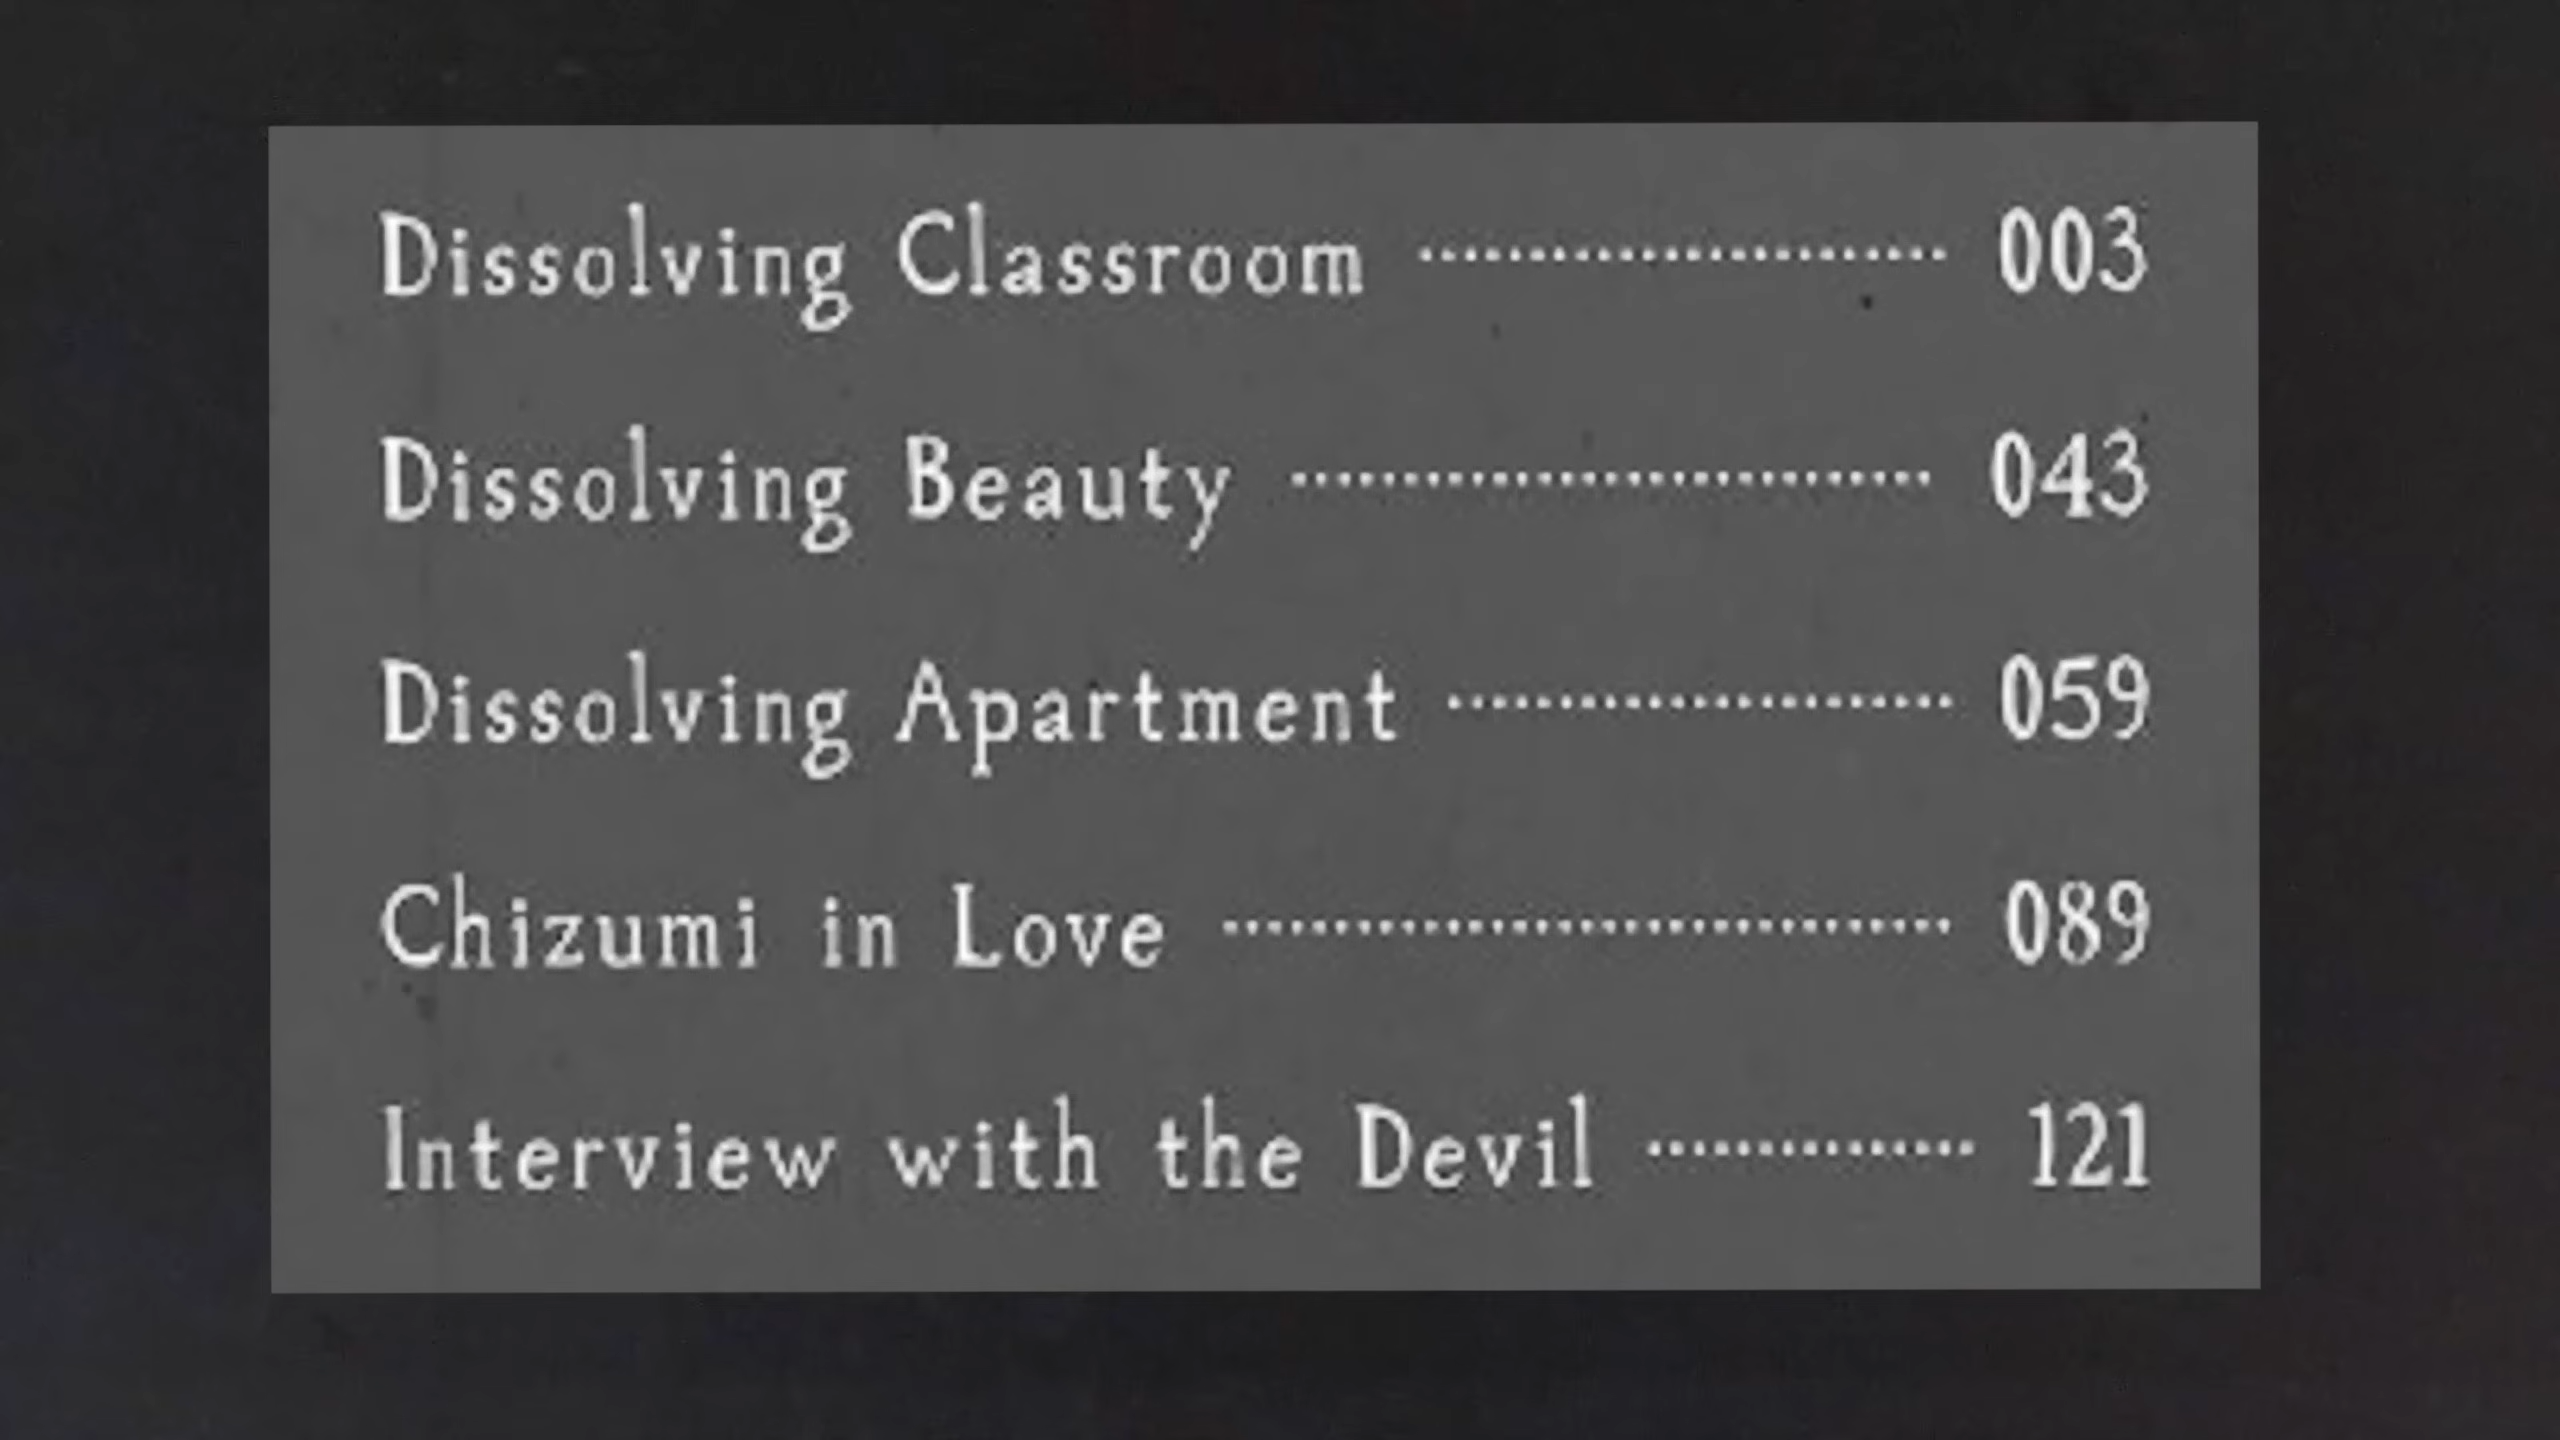 Dissolving Classroom ........................ 003
Dissolving Beauty ............................. 043
Dissolving Apartment ....................... 059
Chizumi in Love ................................. 089
Interview with the Devil ............... 121